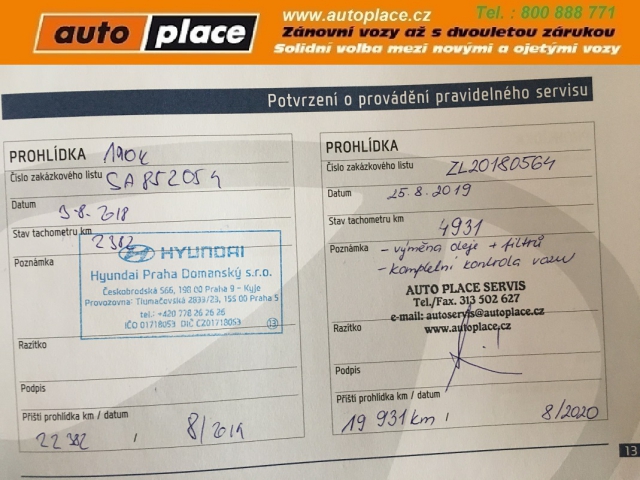 auto place
www.autoplace.cz
Tel. : 800 888 771
Zánovní vozy až s dvouletou zárukou
Solidní volba mezi novými a ojetými vozy
Potvrzení o provádění pravidelného servisu
PROHLÍDKA 190k
Číslo zakázkového listu SA852054
Datum 3-8-2018
Stav tachometru km 2382
Poznámka
HYUNDAI
Hyundai Praha Domanský s.r.o.
Českobrodská 566, 190 00 Praha 9 - Kyje
Provozovna: Tlumačovská 2833/23, 155 00 Praha 5
tel.: +420 778 26 26 26
IČO 01718053 DIČ CZ01718053 13
Razítko
Podpis
Příští prohlídka km / datum
22 382 / 8/2019
PROHLÍDKA
Číslo zakázkového listu ZL20180564
Datum 25.8.2019
Stav tachometru km 4931
Poznámka - výměna oleje + filtrů
- kompletní kontrola vozu
AUTO PLACE SERVIS
Tel./Fax. 313 502 627
e-mail: autoservis@autoplace.cz
www.autoplace.cz
Razítko
Podpis
Příští prohlídka km / datum
19 931km / 8/2020
13